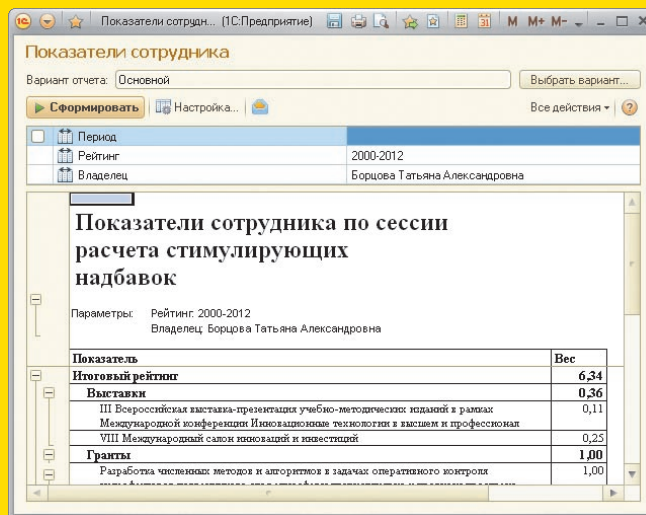 Показатели сотрудн... (1С:Предприятие) M M+ M-
Показатели сотрудника
Вариант отчета: Основной Выбрать вариант...
Сформировать Настройка... Все действия
Период
Рейтинг 2000-2012
Владелец Борцова Татьяна Александровна
Показатели сотрудника по сессии
расчета стимулирующих
надбавок
Параметры: Рейтинг: 2000-2012
Владелец: Борцова Татьяна Александровна
Показатель Вес
Итоговый рейтинг 6,34
Выставки 0,36
III Всероссийская выставка-презентация учебно-методических изданий в рамках 0,11
Международной конференции Инновационные технологии в высшем и профессионал
VIII Международный салон инноваций и инвестиций 0,25
Гранты 1,00
Разработка численных методов и алгоритмов в задачах оперативного контроля 1,00